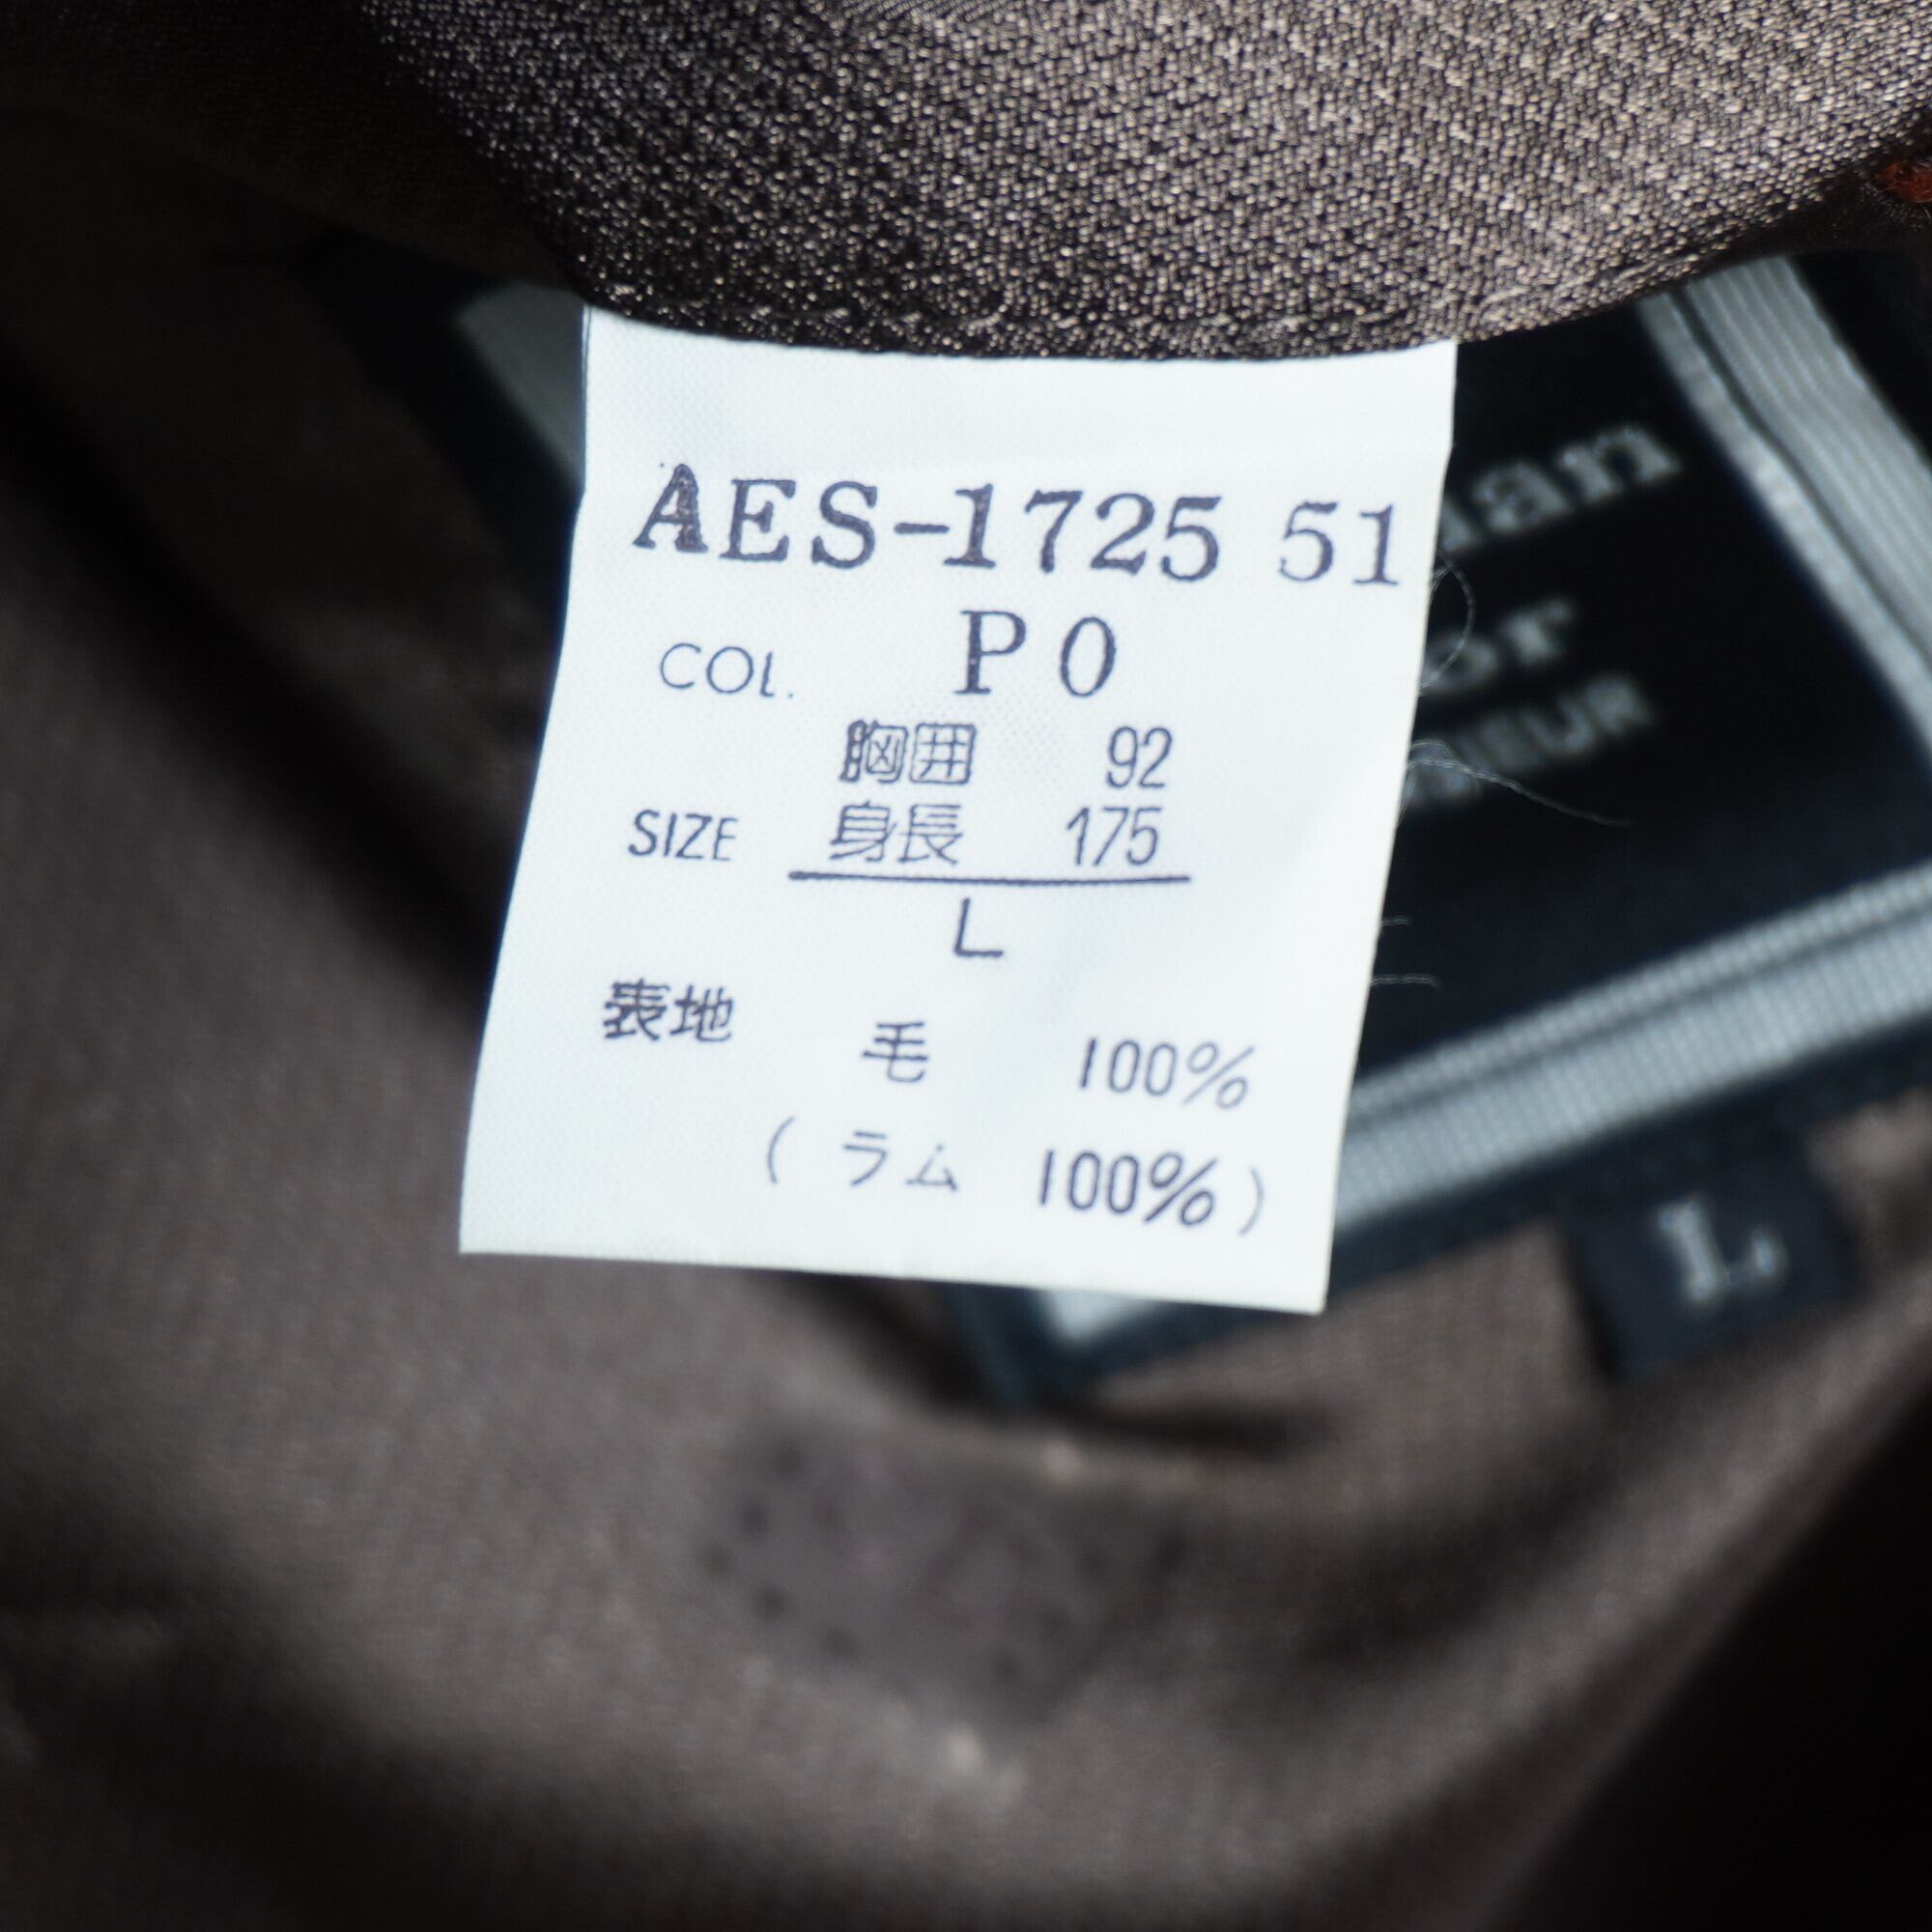 AES-1725 51
COL. P0
胸囲 92
SIZE 身長 175
L
表地
毛 100%
( ラム 100% )
L